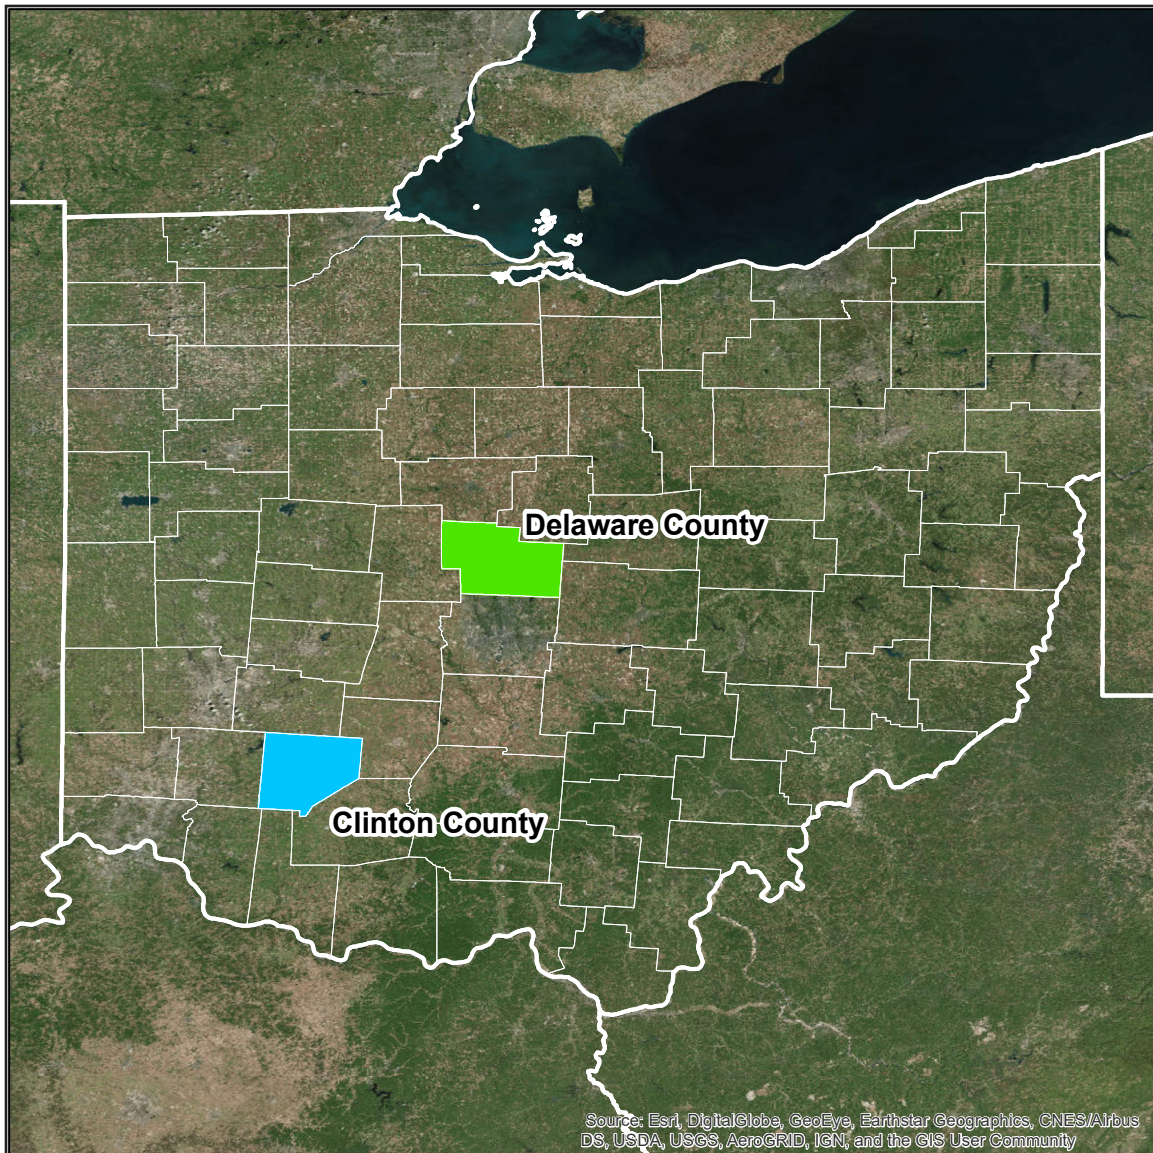 Delaware County
Clinton County
Source: Esri, DigitalGlobe, GeoEye, Earthstar Geographics, CNES/Airbus
DS, USDA, USGS, AeroGRID, IGN, and the GIS User Community